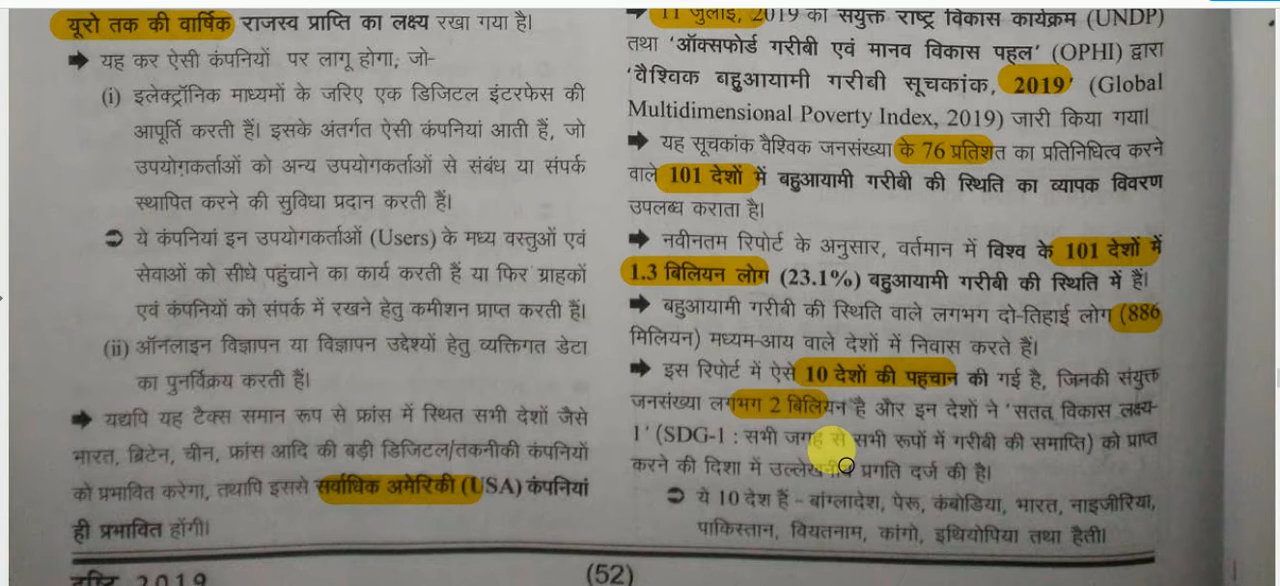 यूरो तक की वार्षिक राजस्व प्राप्ति का लक्ष्य रखा गया है।
➡ यह कर ऐसी कंपनियों पर लागू होगा, जो-
(i) इलेक्ट्रॉनिक माध्यमों के जरिए एक डिजिटल इंटरफेस की
आपूर्ति करती हैं। इसके अंतर्गत ऐसी कंपनियां आती हैं, जो
उपयोगकर्ताओं को अन्य उपयोगकर्ताओं से संबंध या संपर्क
स्थापित करने की सुविधा प्रदान करती हैं।
➲ ये कंपनियां इन उपयोगकर्ताओं (Users) के मध्य वस्तुओं एवं
सेवाओं को सीधे पहुंचाने का कार्य करती हैं या फिर ग्राहकों
एवं कंपनियों को संपर्क में रखने हेतु कमीशन प्राप्त करती हैं।
(ii) ऑनलाइन विज्ञापन या विज्ञापन उद्देश्यों हेतु व्यक्तिगत डेटा
का पुनर्विक्रय करती हैं।
➡ यद्यपि यह टैक्स समान रूप से फ्रांस में स्थित सभी देशों जैसे
भारत, ब्रिटेन, चीन, फ्रांस आदि की बड़ी डिजिटल/तकनीकी कंपनियों
को प्रभावित करेगा, तथापि इससे सर्वाधिक अमेरिकी (USA) कंपनियां
ही प्रभावित होंगी।
➡ 11 जुलाई, 2019 को संयुक्त राष्ट्र विकास कार्यक्रम (UNDP)
तथा 'ऑक्सफोर्ड गरीबी एवं मानव विकास पहल' (OPHI) द्वारा
'वैश्विक बहुआयामी गरीबी सूचकांक, 2019' (Global
Multidimensional Poverty Index, 2019) जारी किया गया।
➡ यह सूचकांक वैश्विक जनसंख्या के 76 प्रतिशत का प्रतिनिधित्व करने
वाले 101 देशों में बहुआयामी गरीबी की स्थिति का व्यापक विवरण
उपलब्ध कराता है।
➡ नवीनतम रिपोर्ट के अनुसार, वर्तमान में विश्व के 101 देशों में
1.3 बिलियन लोग (23.1%) बहुआयामी गरीबी की स्थिति में हैं।
➡ बहुआयामी गरीबी की स्थिति वाले लगभग दो-तिहाई लोग (886
मिलियन) मध्यम-आय वाले देशों में निवास करते हैं।
➡ इस रिपोर्ट में ऐसे 10 देशों की पहचान की गई है, जिनकी संयुक्त
जनसंख्या लगभग 2 बिलियन है और इन देशों ने 'सतत् विकास लक्ष्य-
1' (SDG-1 : सभी जगह से सभी रूपों में गरीबी की समाप्ति) को प्राप्त
करने की दिशा में उल्लेखनीय प्रगति दर्ज की है।
➲ ये 10 देश हैं - बांग्लादेश, पेरू, कंबोडिया, भारत, नाइजीरिया,
पाकिस्तान, वियतनाम, कांगो, इथियोपिया तथा हैती।
2019
(52)